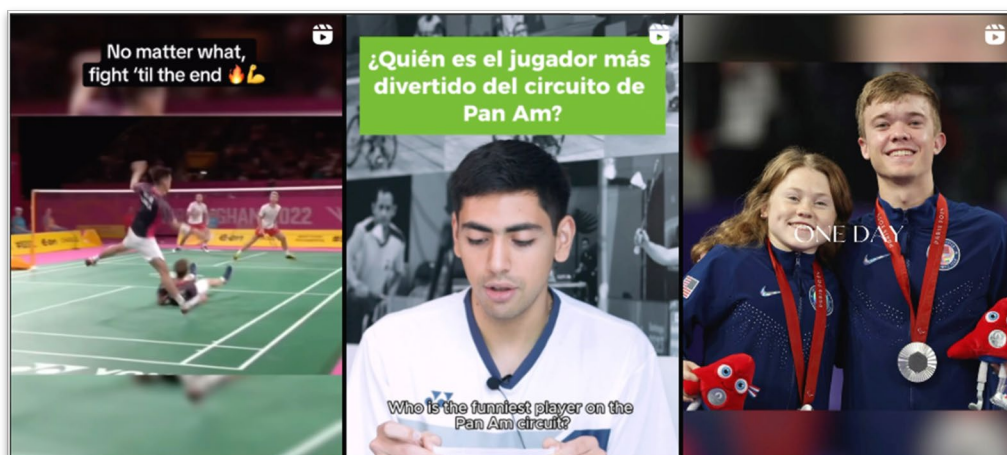 No matter what,
fight ‘til the end 🔥💪
¿Quién es el jugador más
divertido del circuito de
Pan Am?
Who is the funniest player on the
Pan Am circuit?
ONE DAY